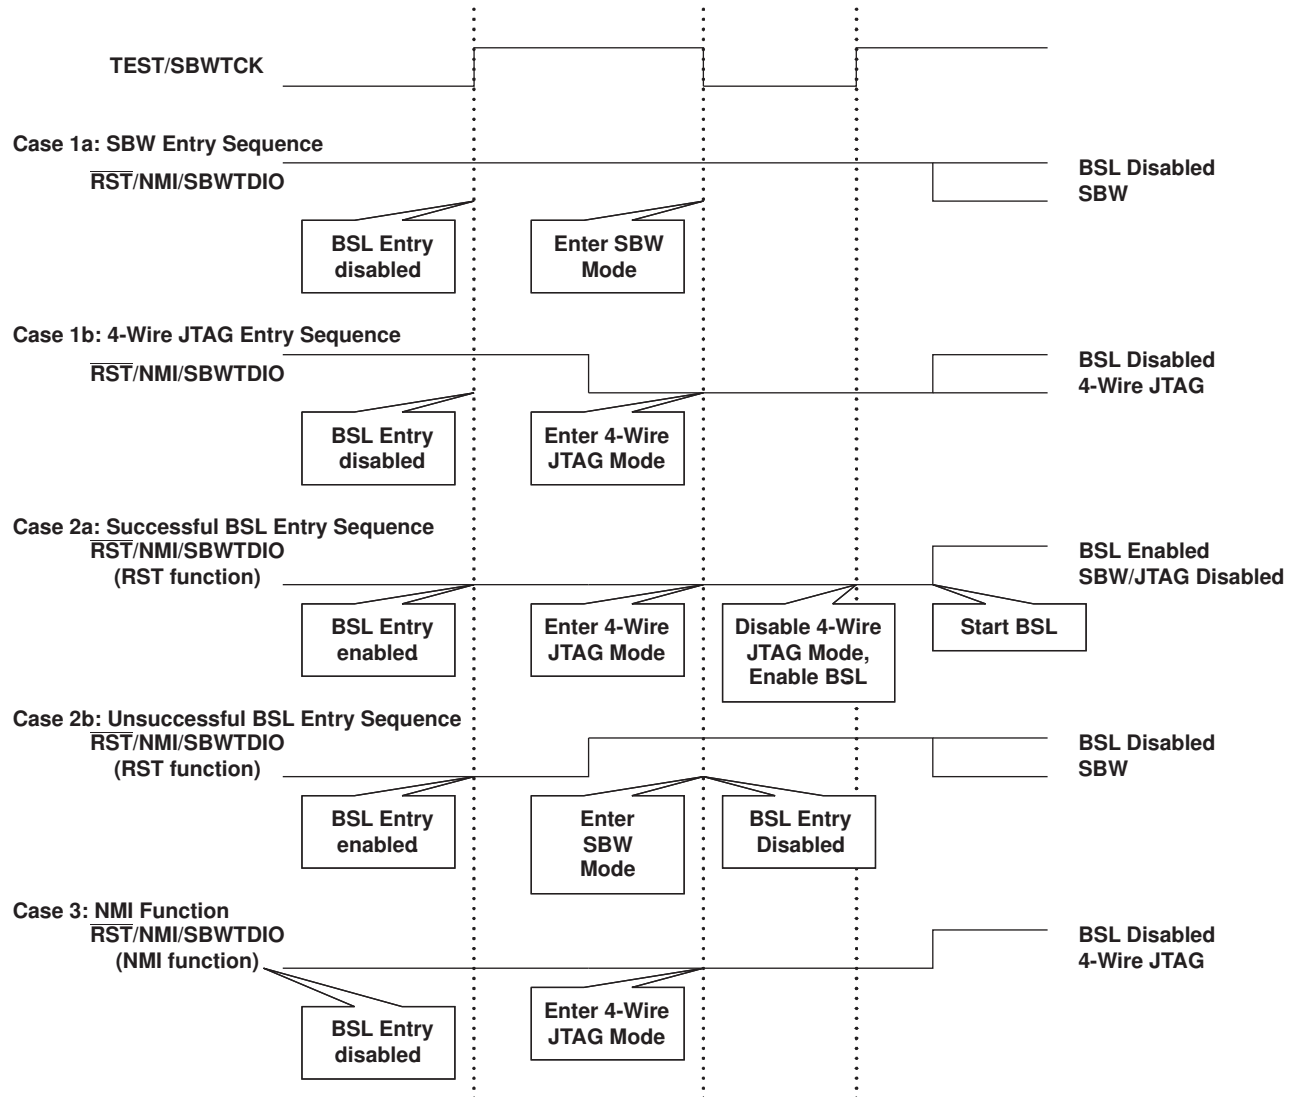 TEST/SBWTCK
Case 1a: SBW Entry Sequence
RST/NMI/SBWTDIO
BSL Disabled
SBW
BSL Entry
disabled
Enter SBW
Mode
Case 1b: 4-Wire JTAG Entry Sequence
RST/NMI/SBWTDIO
BSL Disabled
4-Wire JTAG
BSL Entry
disabled
Enter 4-Wire
JTAG Mode
Case 2a: Successful BSL Entry Sequence
RST/NMI/SBWTDIO
(RST function)
BSL Enabled
SBW/JTAG Disabled
BSL Entry
enabled
Enter 4-Wire
JTAG Mode
Disable 4-Wire
JTAG Mode,
Enable BSL
Start BSL
Case 2b: Unsuccessful BSL Entry Sequence
RST/NMI/SBWTDIO
(RST function)
BSL Disabled
SBW
BSL Entry
enabled
Enter
SBW
Mode
BSL Entry
Disabled
Case 3: NMI Function
RST/NMI/SBWTDIO
(NMI function)
BSL Disabled
4-Wire JTAG
BSL Entry
disabled
Enter 4-Wire
JTAG Mode